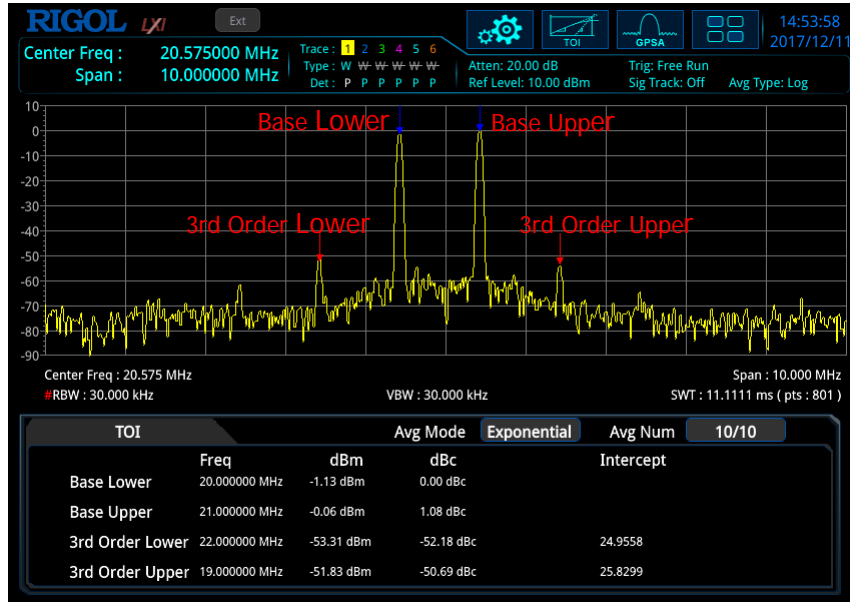 RIGOL LXI Ext 14:53:58
TOI GPSA 2017/12/11
Center Freq : 20.575000 MHz
Span : 10.000000 MHz
Trace : 1 2 3 4 5 6
Type : W W W W W W
Det : P P P P P P
Atten: 20.00 dB Trig: Free Run
Ref Level: 10.00 dBm Sig Track: Off Avg Type: Log
10
0
-10
-20
-30
-40
-50
-60
-70
-80
-90
Base Lower Base Upper
3rd Order Lower 3rd Order Upper
Center Freq : 20.575 MHz Span : 10.000 MHz
#RBW : 30.000 kHz VBW : 30.000 kHz SWT : 11.1111 ms ( pts : 801 )
TOI Avg Mode Exponential Avg Num 10/10
Freq dBm dBc Intercept
Base Lower 20.000000 MHz -1.13 dBm 0.00 dBc
Base Upper 21.000000 MHz -0.06 dBm 1.08 dBc
3rd Order Lower 22.000000 MHz -53.31 dBm -52.18 dBc 24.9558
3rd Order Upper 19.000000 MHz -51.83 dBm -50.69 dBc 25.8299